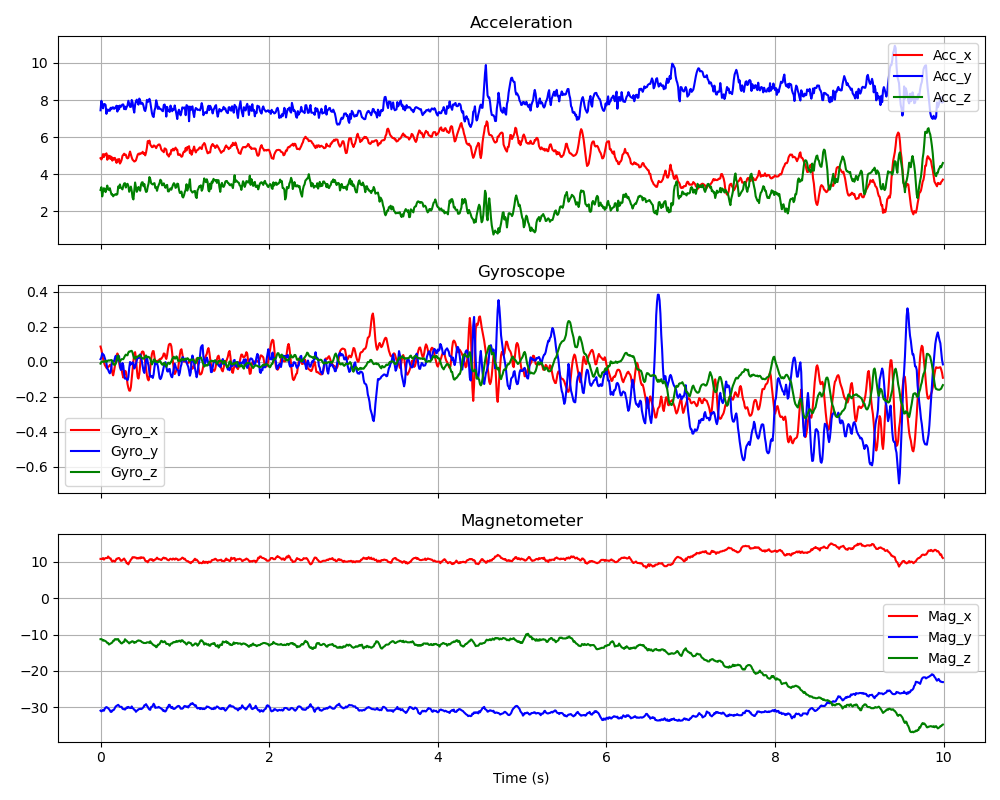 Acceleration
10
8
6
4
2
Acc_x
Acc_y
Acc_z
Gyroscope
0.4
0.2
0.0
−0.2
−0.4
−0.6
Gyro_x
Gyro_y
Gyro_z
Magnetometer
10
0
−10
−20
−30
Mag_x
Mag_y
Mag_z
0 2 4 6 8 10
Time (s)